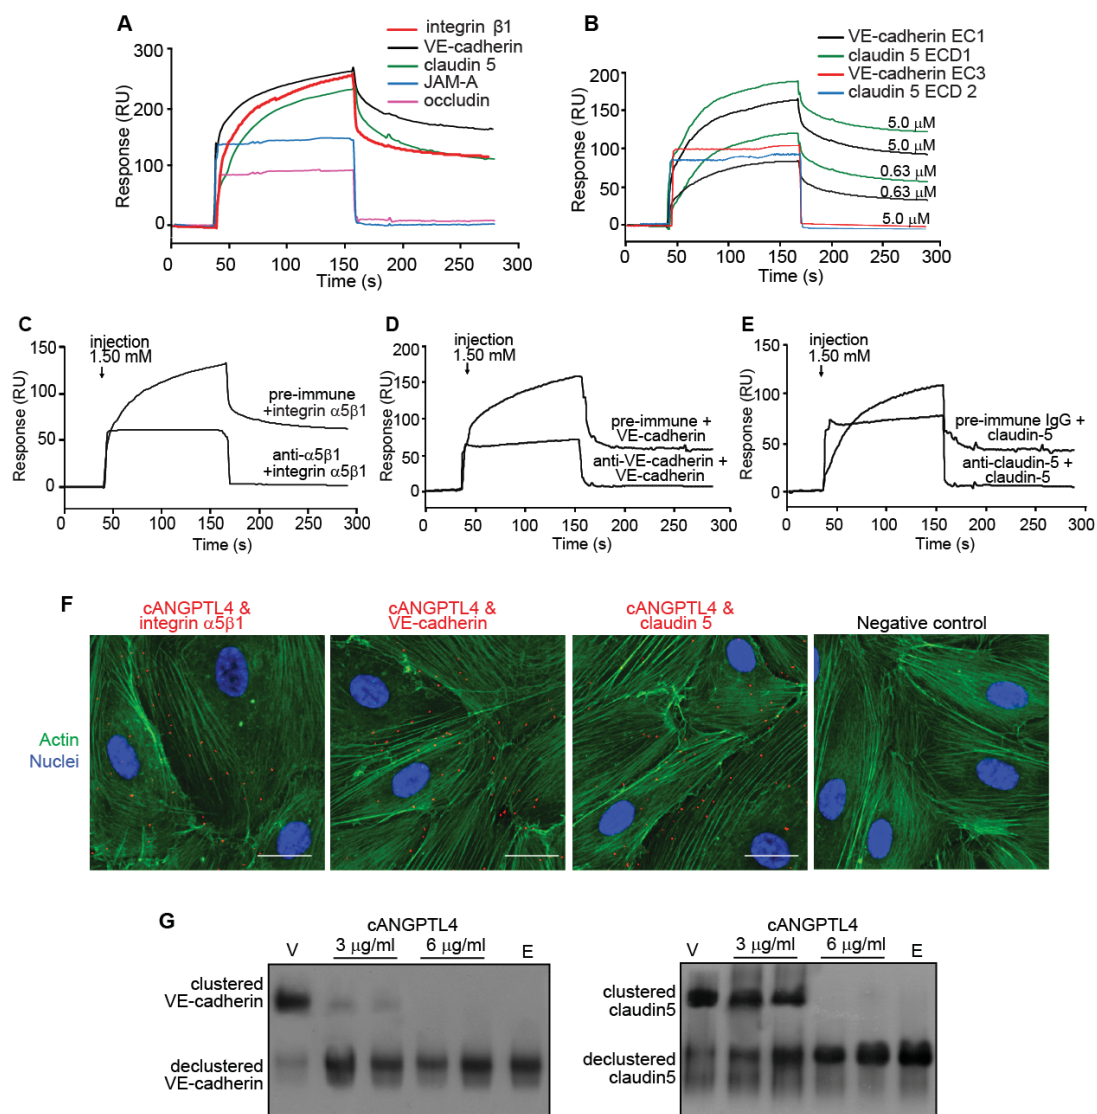 A
integrin β1
VE-cadherin
claudin 5
JAM-A
occludin
Response (RU)
300
200
100
0
0 50 100 150 200 250 300
Time (s)
B
VE-cadherin EC1
claudin 5 ECD1
VE-cadherin EC3
claudin 5 ECD 2
Response (RU)
200
150
100
50
0
5.0 μM
5.0 μM
0.63 μM
0.63 μM
5.0 μM
0 50 100 150 200 250 300
Time (s)
C
injection
1.50 mM
Response (RU)
150
100
50
0
pre-immune
+integrin α5β1
anti-α5β1
+integrin α5β1
0 50 100 150 200 250 300
Time (s)
D
injection
1.50 mM
Response (RU)
200
150
100
50
0
pre-immune +
VE-cadherin
anti-VE-cadherin +
VE-cadherin
0 100 200 300
Time (s)
E
injection
1.50 mM
Response (RU)
150
100
50
0
pre-immune IgG +
claudin-5
anti-claudin-5 +
claudin-5
0 100 200 300
Time (s)
F
cANGPTL4 &
integrin α5β1
cANGPTL4 &
VE-cadherin
cANGPTL4 &
claudin 5
Negative control
Actin
Nuclei
G
cANGPTL4
V 3 μg/ml 6 μg/ml E
clustered
VE-cadherin
declustered
VE-cadherin
cANGPTL4
V 3 μg/ml 6 μg/ml E
clustered
claudin5
declustered
claudin5